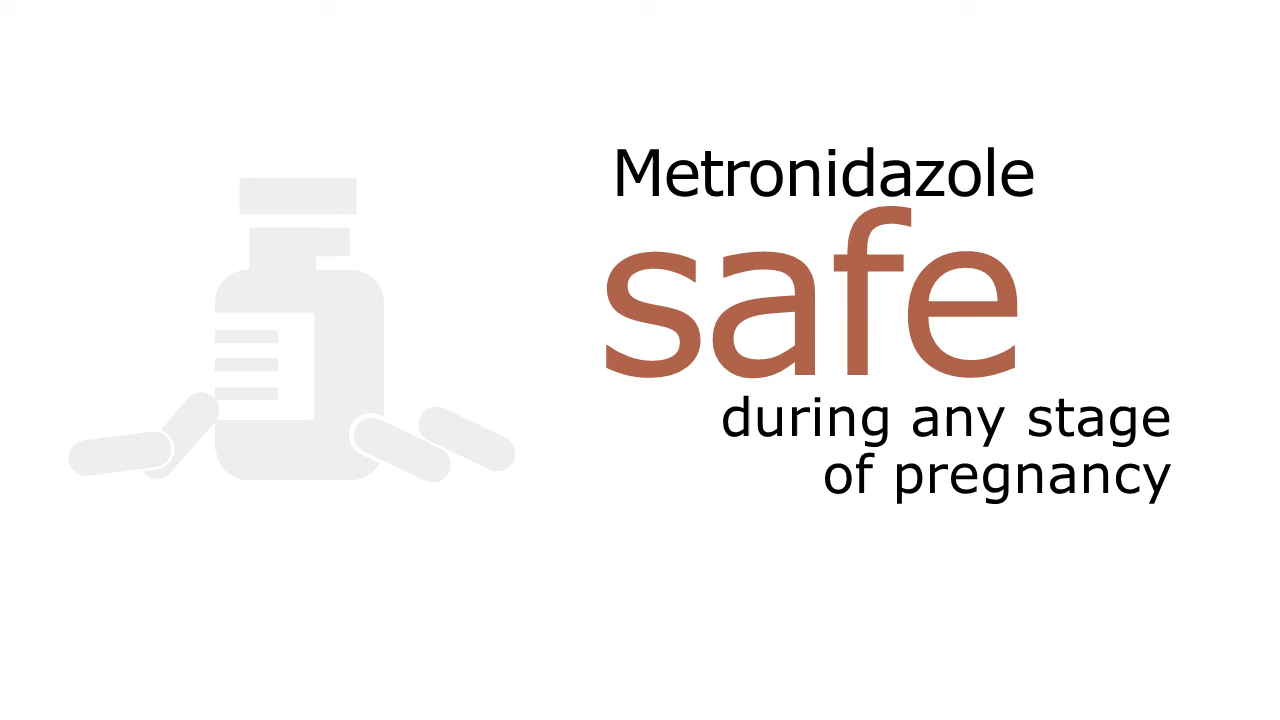 Metronidazole
safe
during any stage
of pregnancy